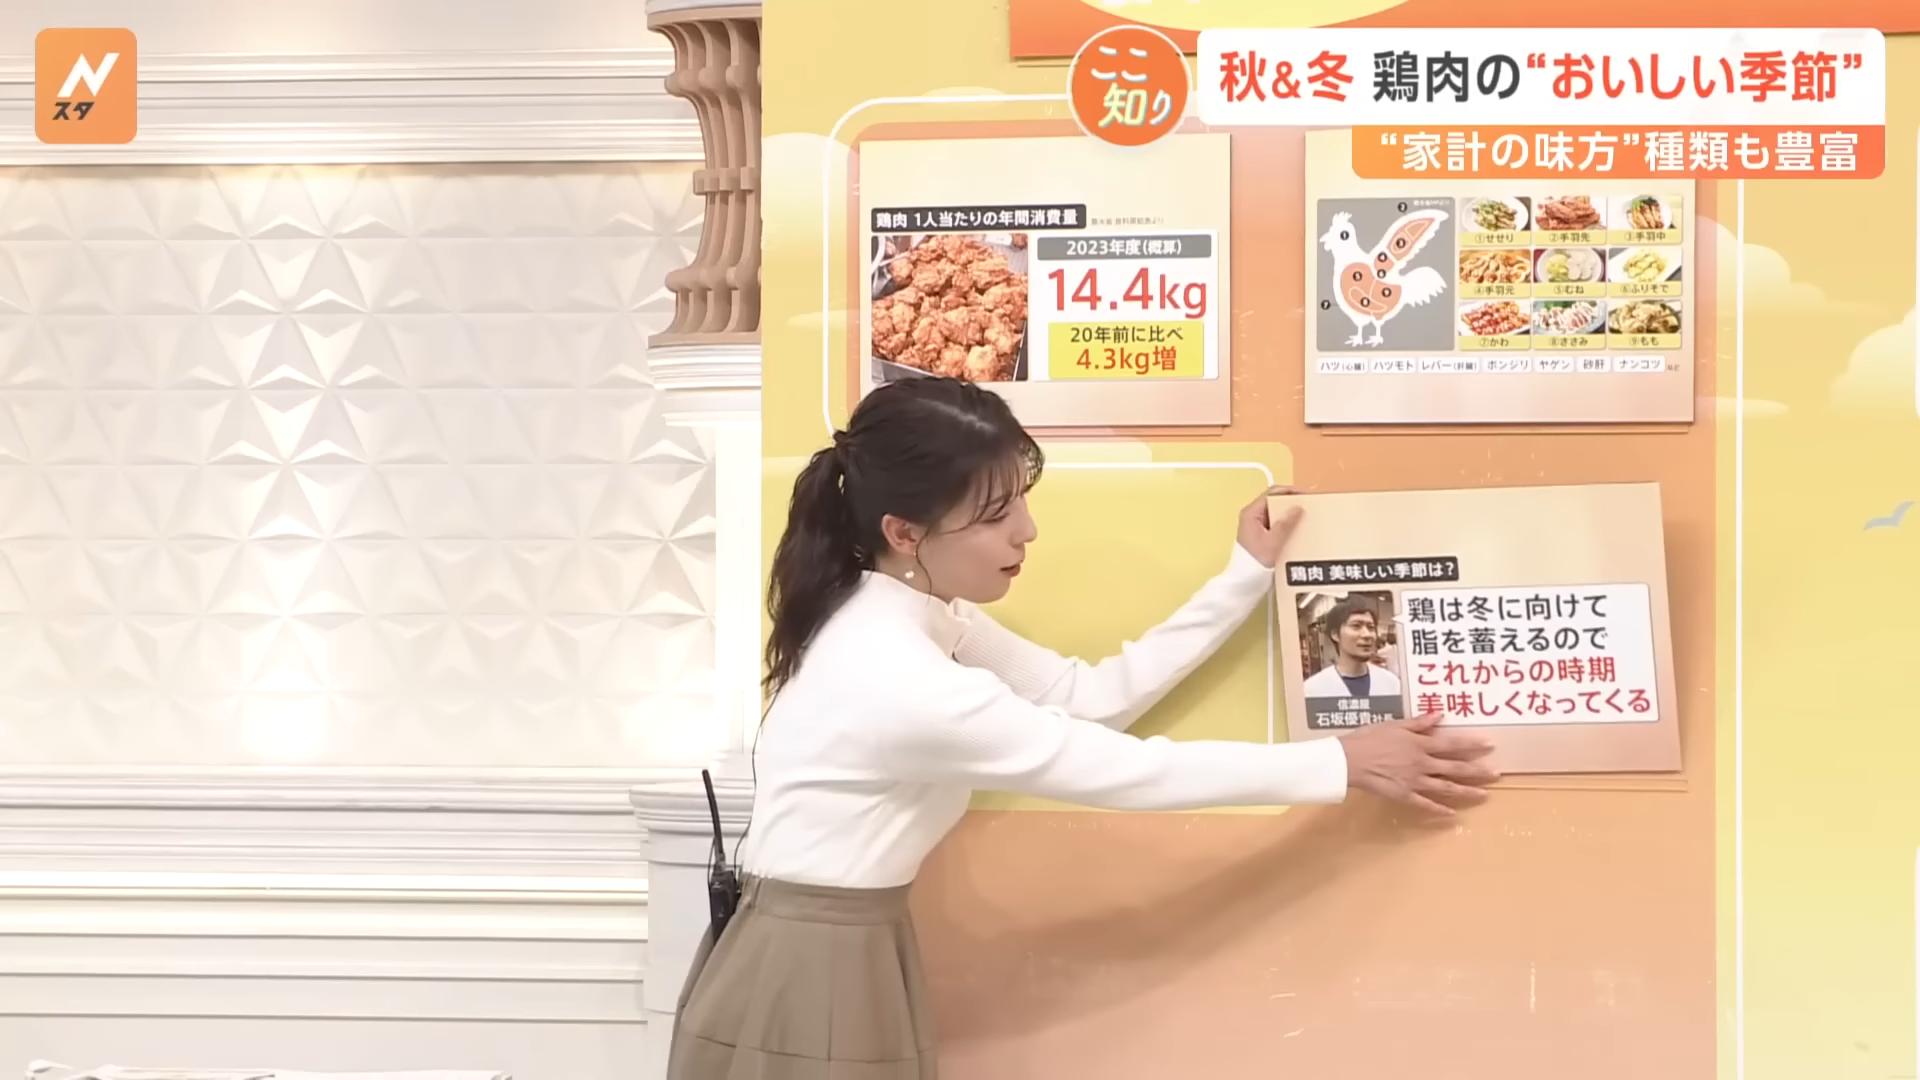 Nスタ
ここ
知り
秋&冬 鶏肉の“おいしい季節”
“家計の味方”種類も豊富
鶏肉 1人当たりの年間消費量
2023年度(概算)
14.4kg
20年前に比べ
4.3kg増
①せせり
②手羽先
③手羽中
④手羽元
⑤むね
⑥ふりそで
⑦かわ
⑧ささみ
⑨もも
ハツ(心臓) ハツモト レバー(肝臓) ボンジリ ヤゲン 砂肝 ナンコツ など
鶏肉 美味しい季節は?
鶏は冬に向けて
脂を蓄えるので
これからの時期
美味しくなってくる
信濃屋
石坂優貴社長